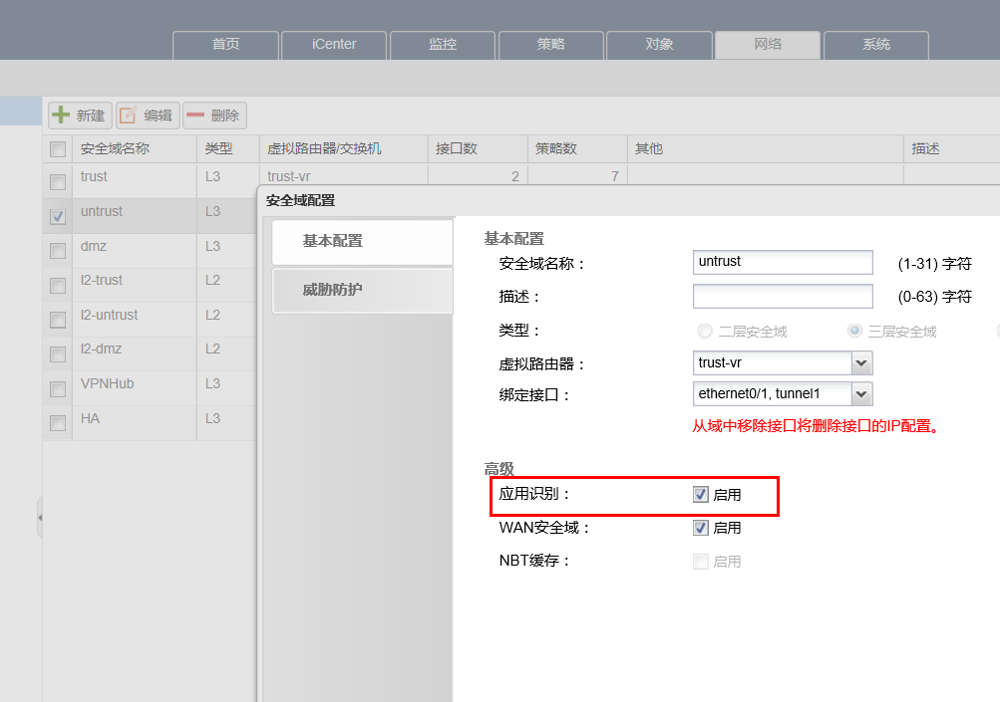 首页 iCenter 监控 策略 对象 网络 系统
新建 编辑 删除
安全域名称 类型 虚拟路由器/交换机 接口数 策略数 其他 描述
trust L3 trust-vr 2 7
untrust L3
dmz L3
l2-trust L2
l2-untrust L2
l2-dmz L2
VPNHub L3
HA L3
安全域配置
基本配置
威胁防护
基本配置
安全域名称： untrust (1-31) 字符
描述： (0-63) 字符
类型： 二层安全域 三层安全域
虚拟路由器： trust-vr
绑定接口： ethernet0/1, tunnel1
从域中移除接口将删除接口的IP配置。
高级
应用识别： 启用
WAN安全域： 启用
NBT缓存： 启用